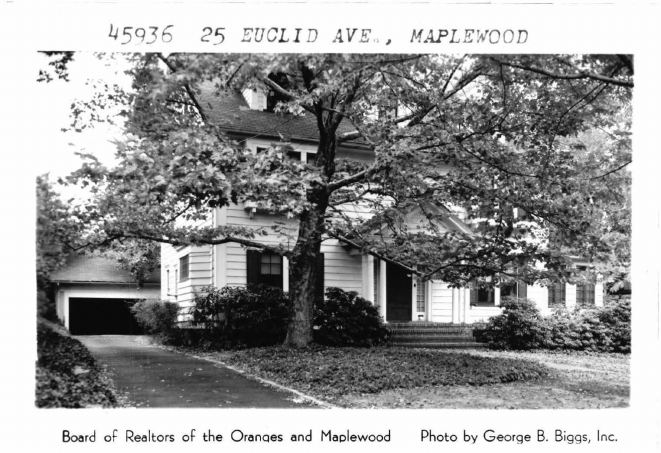 45936 25 EUCLID AVE., MAPLEWOOD
Board of Realtors of the Oranges and Maplewood Photo by George B. Biggs, Inc.